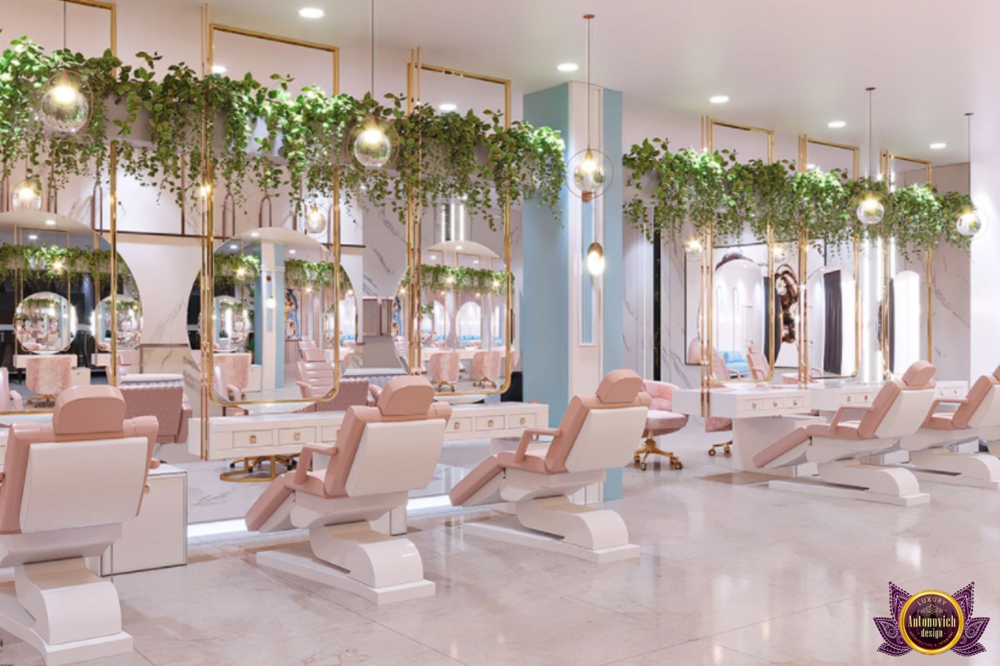 LUXURY
Antonovich
design
ARCHITECTURE & INTERIORS